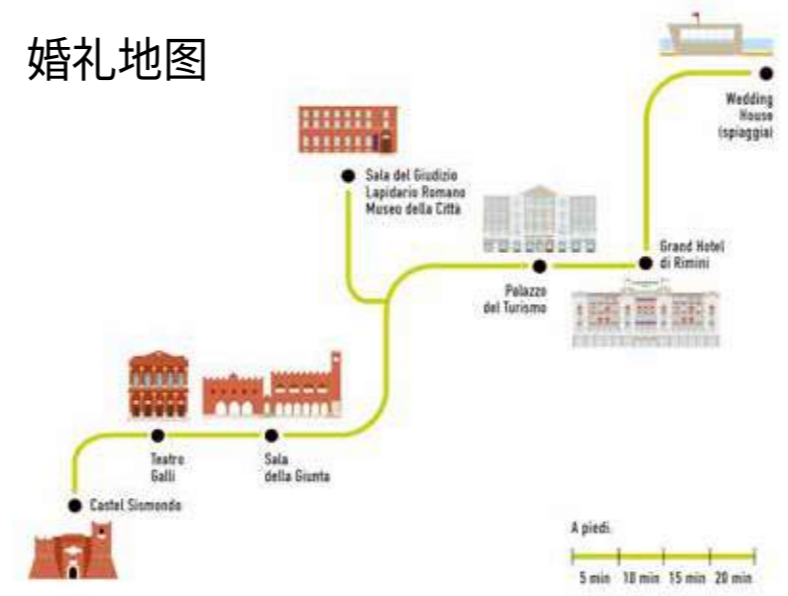 婚礼地图
Wedding
House
(spiaggia)
Sala del Giudizio
Lapidario Romano
Museo della Città
Grand Hotel
di Rimini
Palazzo
del Turismo
Teatro
Galli
Sala
della Giunta
Castel Sismondo
A piedi
5 min 10 min 15 min 20 min